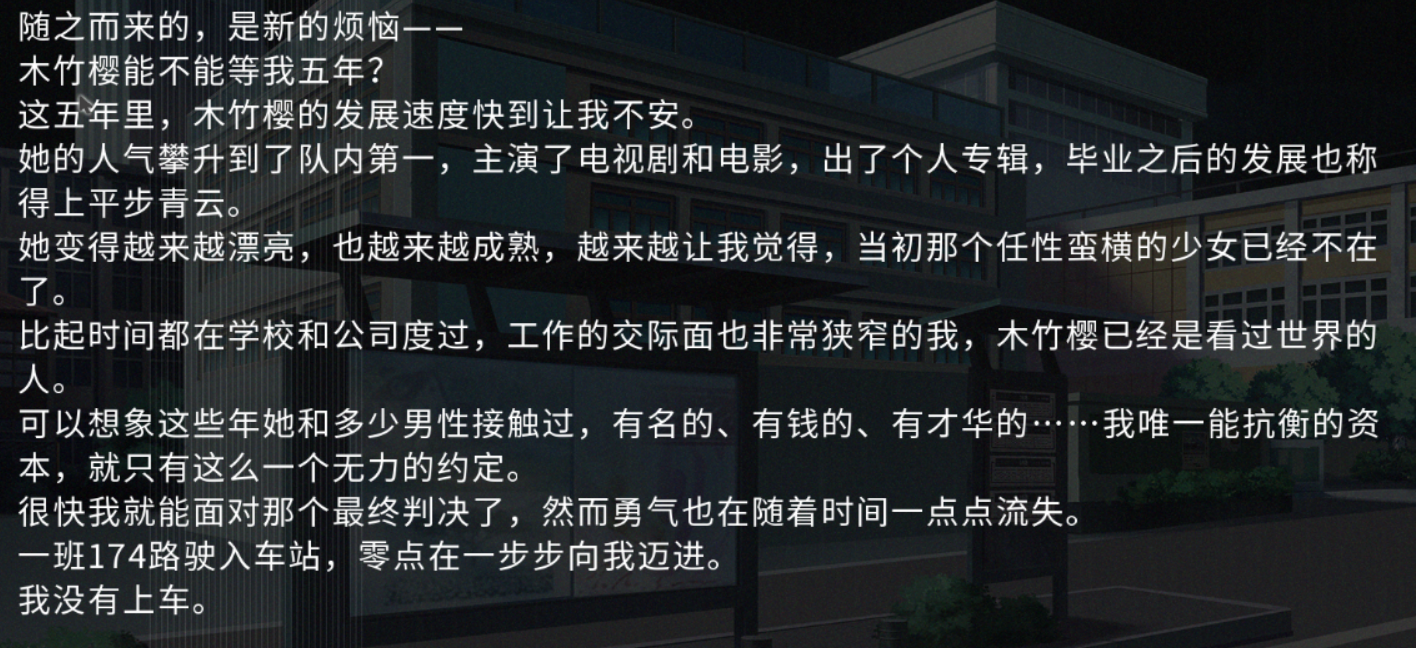 随之而来的，是新的烦恼——
木竹樱能不能等我五年？
这五年里，木竹樱的发展速度快到让我不安。
她的人气攀升到了队内第一，主演了电视剧和电影，出了个人专辑，毕业之后的发展也称
得上平步青云。
她变得越来越漂亮，也越来越成熟，越来越让我觉得，当初那个任性蛮横的少女已经不在
了。
比起时间都在学校和公司度过，工作的交际面也非常狭窄的我，木竹樱已经是看过世界的
人。
可以想象这些年她和多少男性接触过，有名的、有钱的、有才华的……我唯一能抗衡的资
本，就只有这么一个无力的约定。
很快我就能面对那个最终判决了，然而勇气也在随着时间一点点流失。
一班174路驶入车站，零点在一步步向我迈进。
我没有上车。